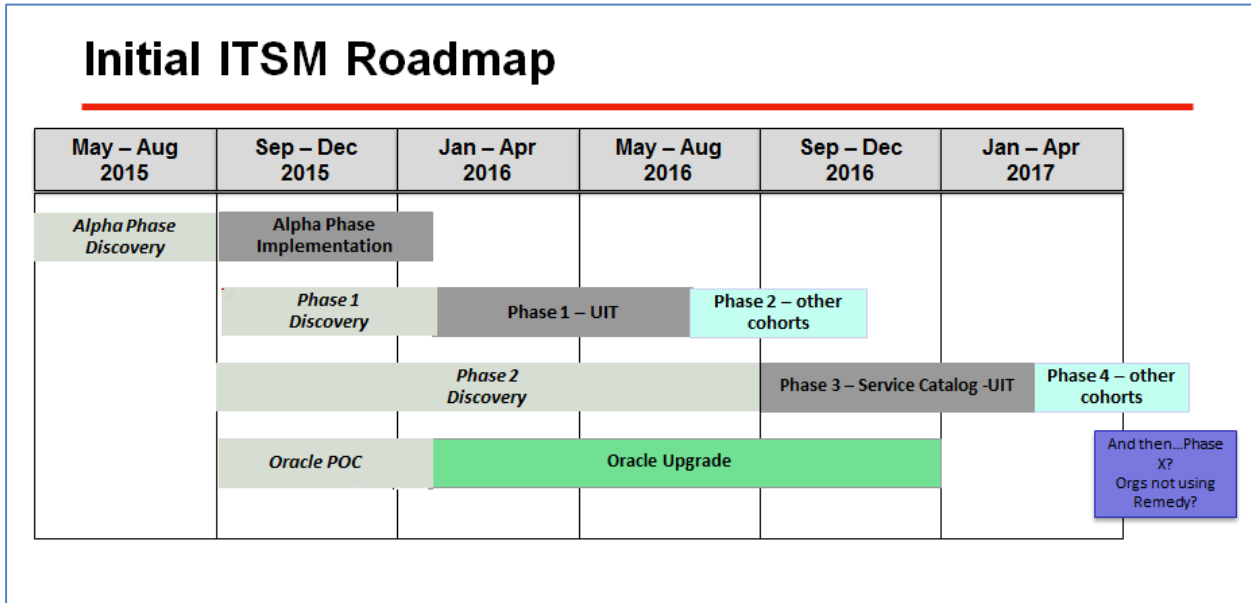 Initial ITSM Roadmap
May – Aug
2015
Sep – Dec
2015
Jan – Apr
2016
May – Aug
2016
Sep – Dec
2016
Jan – Apr
2017
Alpha Phase
Discovery
Alpha Phase
Implementation
Phase 1
Discovery
Phase 1 – UIT
Phase 2 – other
cohorts
Phase 2
Discovery
Phase 3 – Service Catalog -UIT
Phase 4 – other
cohorts
Oracle POC
Oracle Upgrade
And then...Phase
X?
Orgs not using
Remedy?